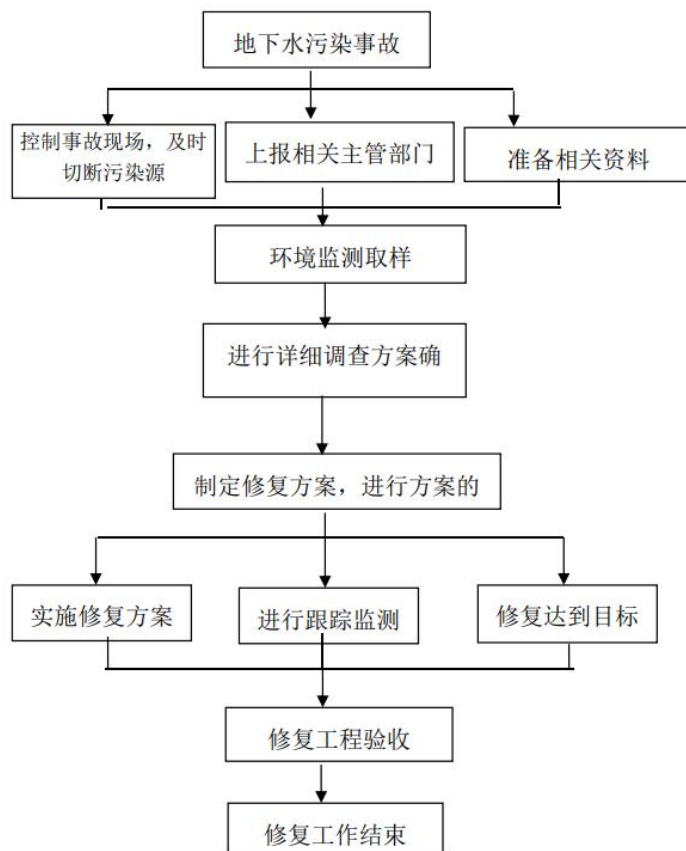 地下水污染事故
控制事故现场，及时
切断污染源
上报相关主管部门
准备相关资料
环境监测取样
进行详细调查方案确
制定修复方案，进行方案的
实施修复方案
进行跟踪监测
修复达到目标
修复工程验收
修复工作结束